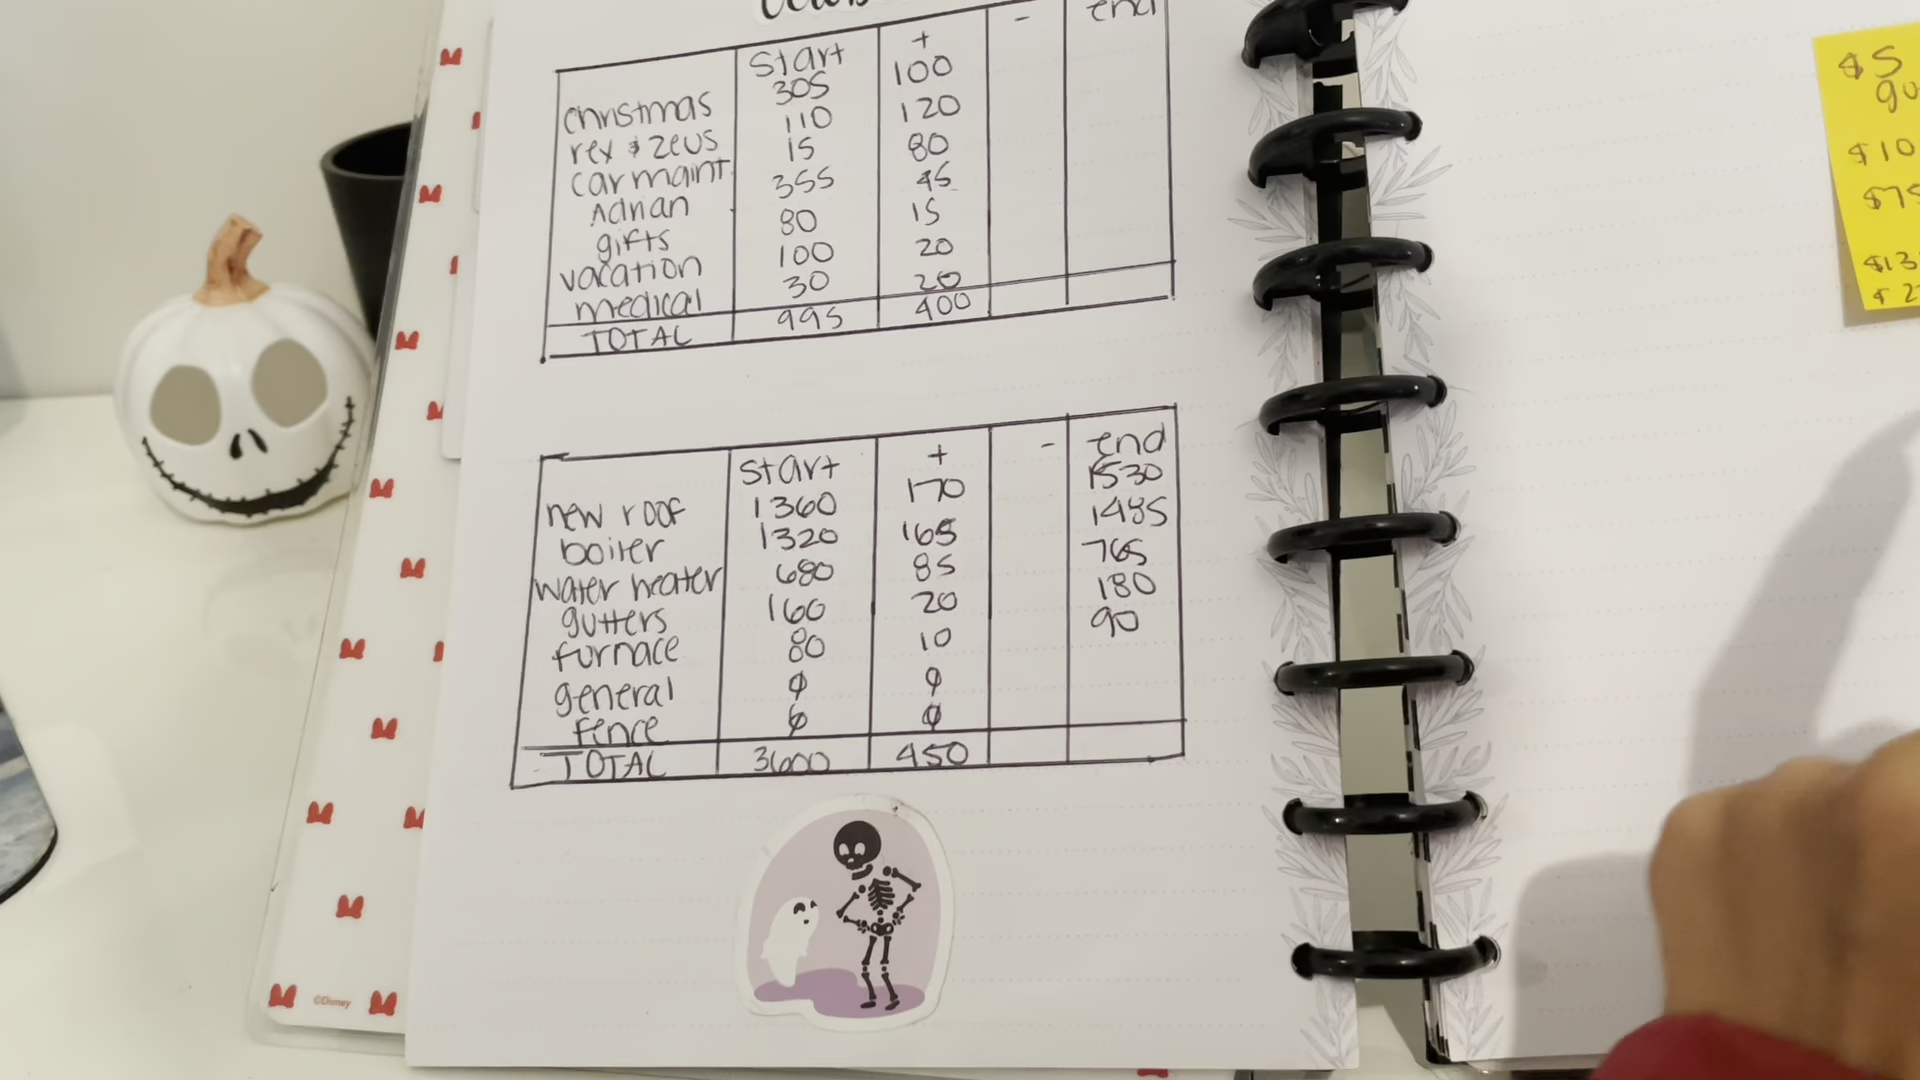 Start + - end
christmas 305 100
rex & zeus 110 120
car maint. 15 80
Adrian 355 45
gifts 80 15
vacation 100 20
medical 30 20
TOTAL 995 400
start + - end
new roof 1360 170 1530
boiler 1320 165 1485
water heater 680 85 765
gutters 160 20 180
furnace 80 10 90
general 0 0
fence 0 0
TOTAL 3600 450
©Disney
$5
$10
$75